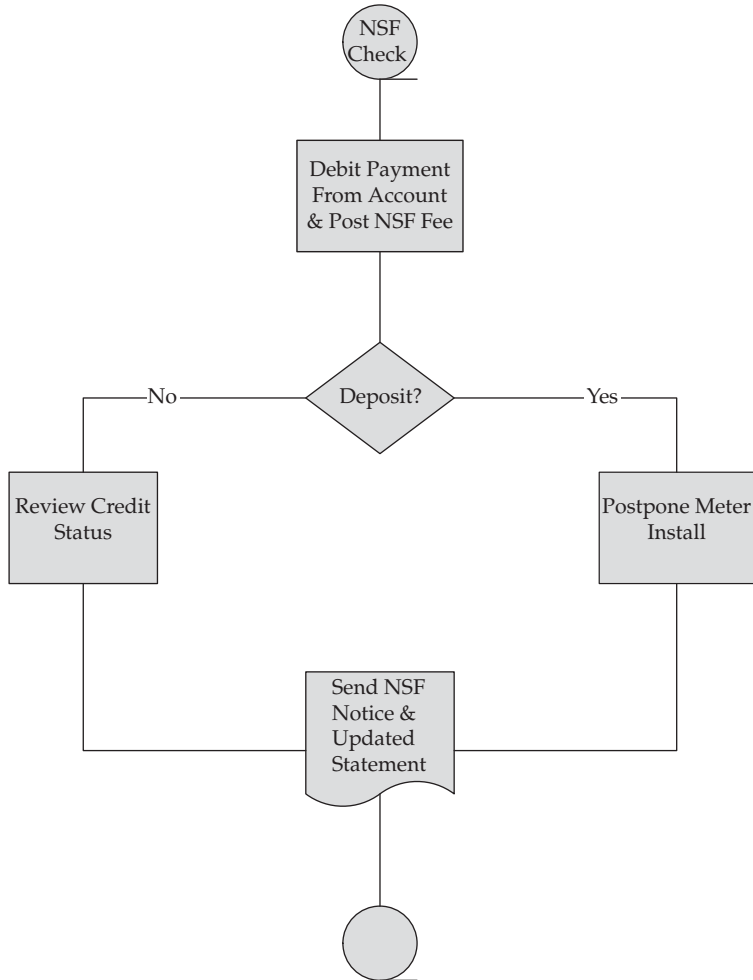 NSF
Check
Debit Payment
From Account
& Post NSF Fee
No
Deposit?
Yes
Review Credit
Status
Postpone Meter
Install
Send NSF
Notice &
Updated
Statement